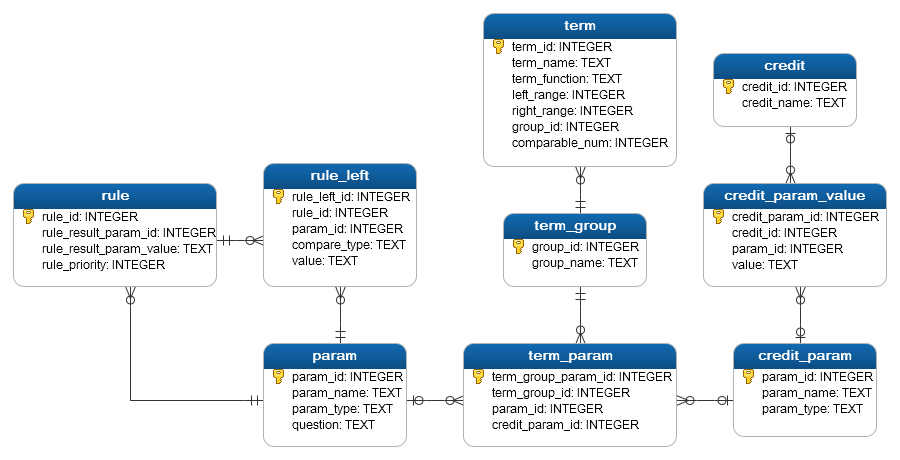 term
term_id: INTEGER
term_name: TEXT
term_function: TEXT
left_range: INTEGER
right_range: INTEGER
group_id: INTEGER
comparable_num: INTEGER
credit
credit_id: INTEGER
credit_name: TEXT
rule
rule_id: INTEGER
rule_result_param_id: INTEGER
rule_result_param_value: TEXT
rule_priority: INTEGER
rule_left
rule_left_id: INTEGER
rule_id: INTEGER
param_id: INTEGER
compare_type: TEXT
value: TEXT
term_group
group_id: INTEGER
group_name: TEXT
credit_param_value
credit_param_id: INTEGER
credit_id: INTEGER
param_id: INTEGER
value: TEXT
param
param_id: INTEGER
param_name: TEXT
param_type: TEXT
question: TEXT
term_param
term_group_param_id: INTEGER
term_group_id: INTEGER
param_id: INTEGER
credit_param_id: INTEGER
credit_param
param_id: INTEGER
param_name: TEXT
param_type: TEXT